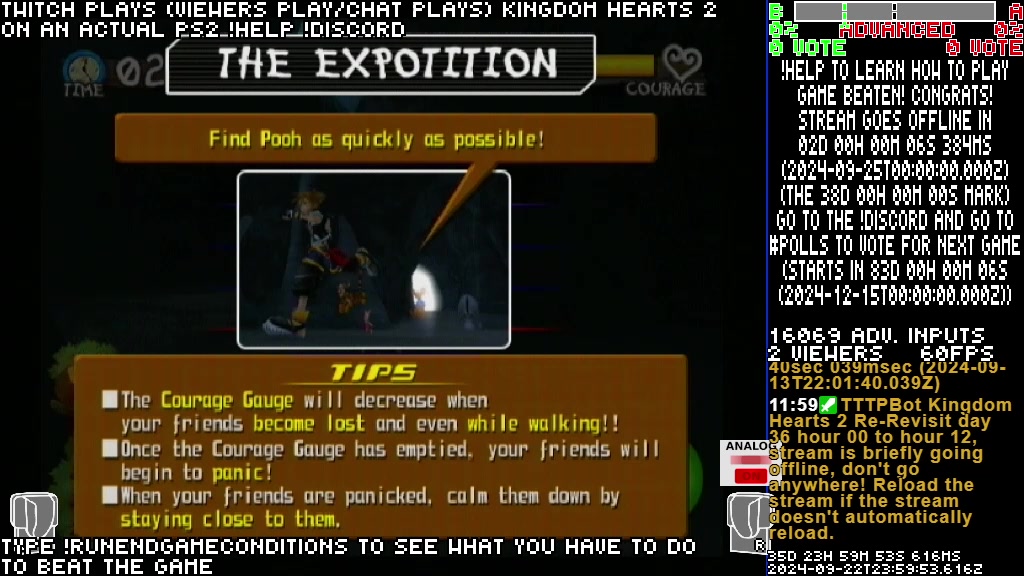 TWITCH PLAYS (VIEWERS PLAY/CHAT PLAYS) KINGDOM HEARTS 2
ON AN ACTUAL PS2 !HELP !DISCORD
THE EXPOTITION
TIME
02
COURAGE
Find Pooh as quickly as possible!
TIPS
The Courage Gauge will decrease when
your friends become lost and even while walking!!
Once the Courage Gauge has emptied, your friends will
begin to panic!
When your friends are panicked, calm them down by
staying close to them.
TYPE !RUNENDGAMECONDITIONS TO SEE WHAT YOU HAVE TO DO
TO BEAT THE GAME
B A
0% ADVANCED 0%
0 VOTE 0 VOTE
!HELP TO LEARN HOW TO PLAY
GAME BEATEN! CONGRATS!
STREAM GOES OFFLINE IN
02D 00H 00M 06S 384MS
(2024-09-25T00:00:00.000Z)
(THE 38D 00H 00M 00S MARK)
GO TO THE !DISCORD AND GO TO
#POLLS TO VOTE FOR NEXT GAME
(STARTS IN 83D 00H 00M 06S
(2024-12-15T00:00:00.000Z))
16069 ADV. INPUTS
2 VIEWERS 60FPS
40sec 039msec (2024-09-
13T22:01:40.039Z)
11:59 TTTPBot Kingdom
Hearts 2 Re-Revisit day
36 hour 00 to hour 12,
stream is briefly going
offline, don't go
anywhere! Reload the
stream if the stream
doesn't automatically
reload.
ANALOG
R
35D 23H 59M 53S 616MS
2024-09-22T23:59:53.616Z